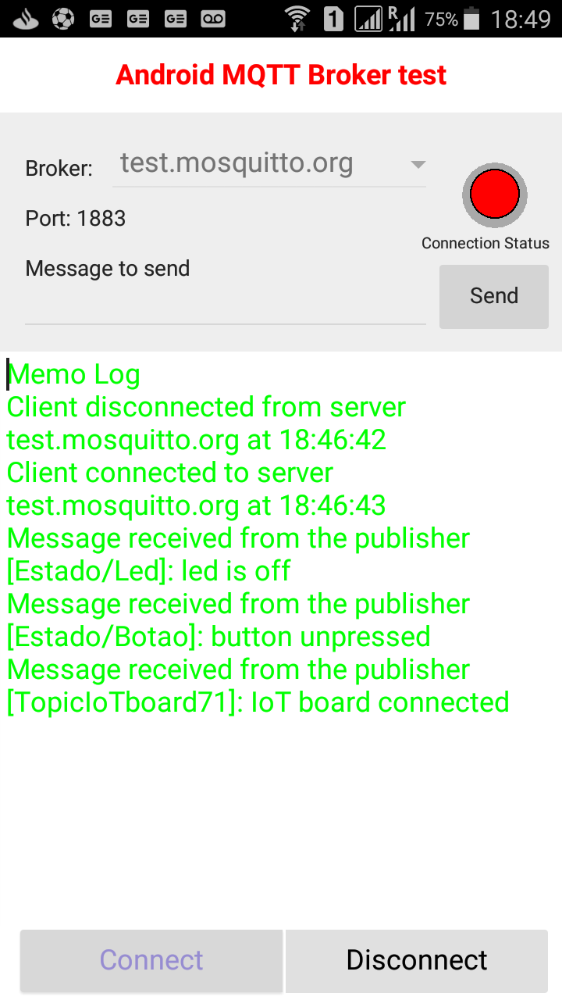 1 R 75% 18:49
Android MQTT Broker test
Broker: test.mosquitto.org
Port: 1883
Connection Status
Message to send
Send
Memo Log
Client disconnected from server
test.mosquitto.org at 18:46:42
Client connected to server
test.mosquitto.org at 18:46:43
Message received from the publisher
[Estado/Led]: led is off
Message received from the publisher
[Estado/Botao]: button unpressed
Message received from the publisher
[TopicIoTboard71]: IoT board connected
Connect Disconnect